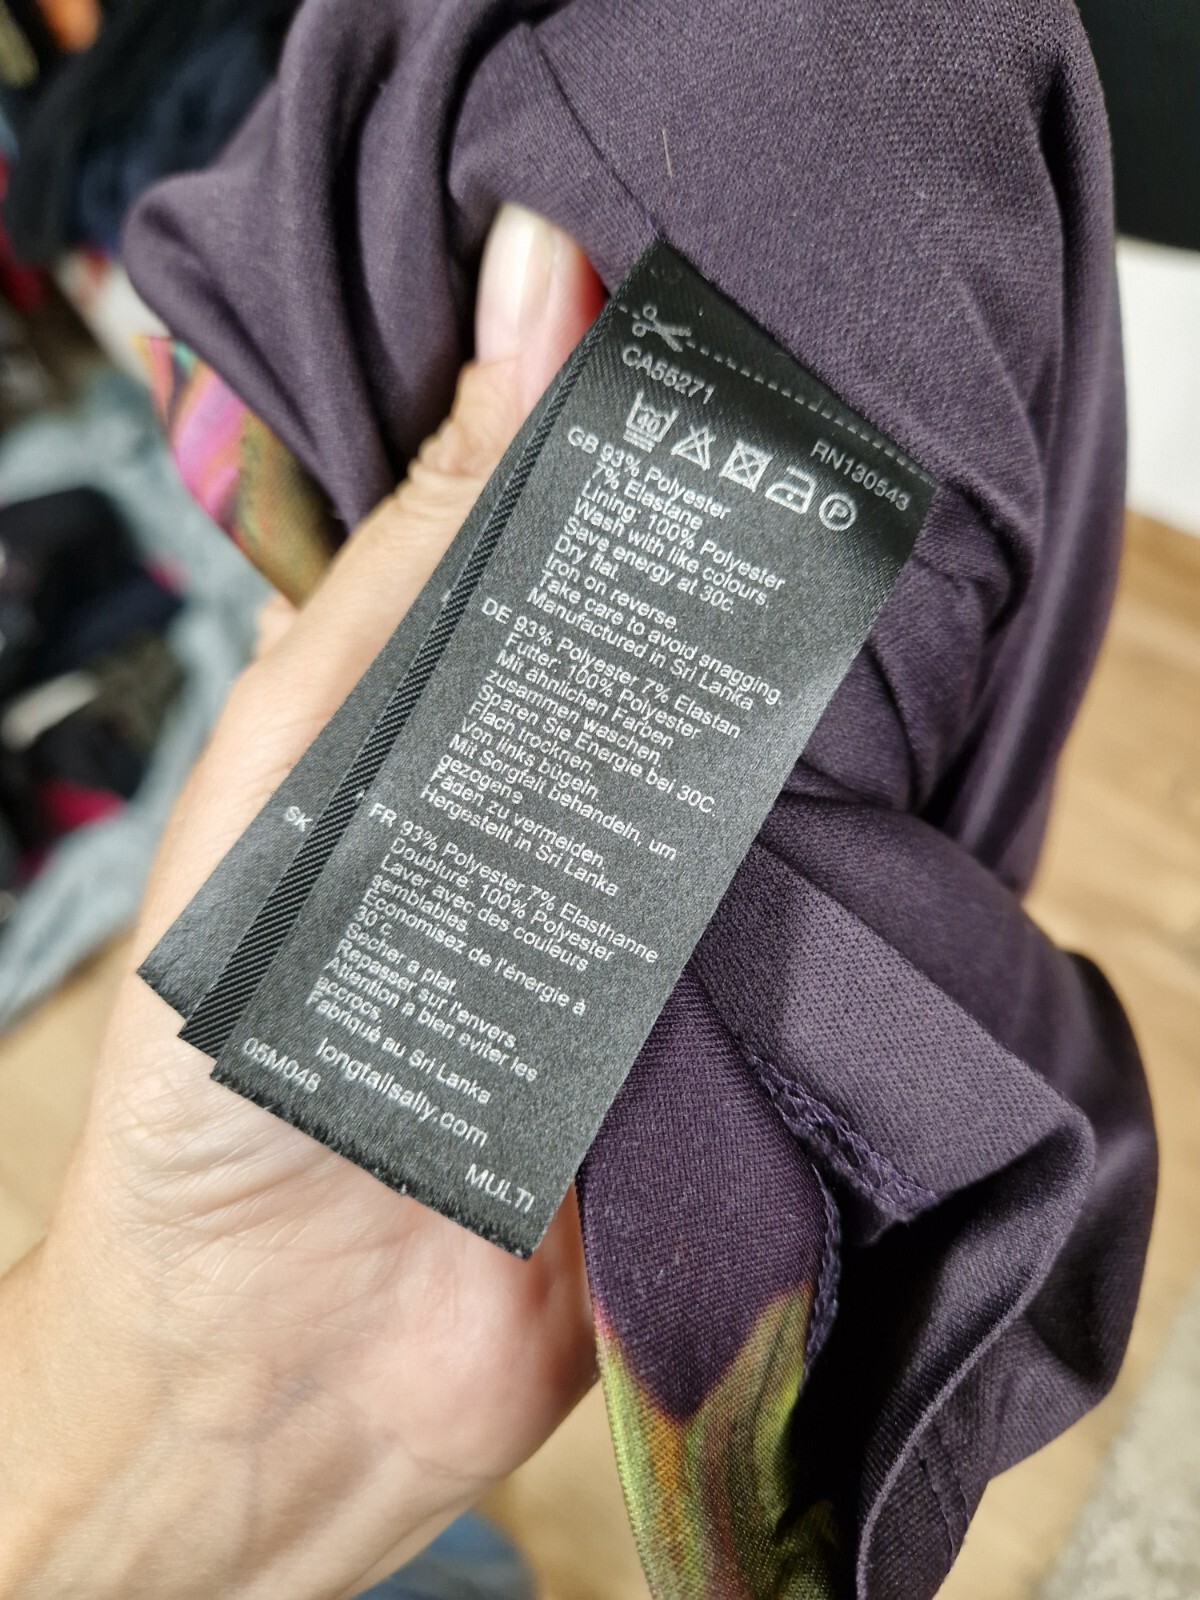 CA55271
RN130543
GB 93% Polyester
7% Elastane
Lining: 100% Polyester
Wash with like colours.
Save energy at 30c.
Dry flat.
Iron on reverse.
Take care to avoid snagging
Manufactured in Sri Lanka
DE 93% Polyester 7% Elastan
Futter: 100% Polyester
Mit ähnlichen Farben
zusammen waschen.
Sparen Sie Energie bei 30C.
Flach trocknen.
Von links bügeln.
Mit Sorgfalt behandeln, um
gezogene
Fäden zu vermeiden.
Hergestellt in Sri Lanka
FR 93% Polyester 7% Elasthanne
Doublure: 100% Polyester
Laver avec des couleurs
semblables.
Economisez de l'énergie à
30°c.
Secher a plat.
Repasser sur l'envers.
Attention a bien eviter les
accrocs.
Fabriqué au Sri Lanka
longtallsally.com
05M048
MULTI
SK
P